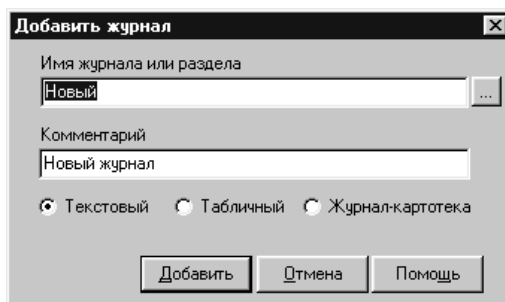 Добавить журнал
Имя журнала или раздела
Новый
...
Комментарий
Новый журнал
Текстовый Табличный Журнал-картотека
Добавить Отмена Помощь